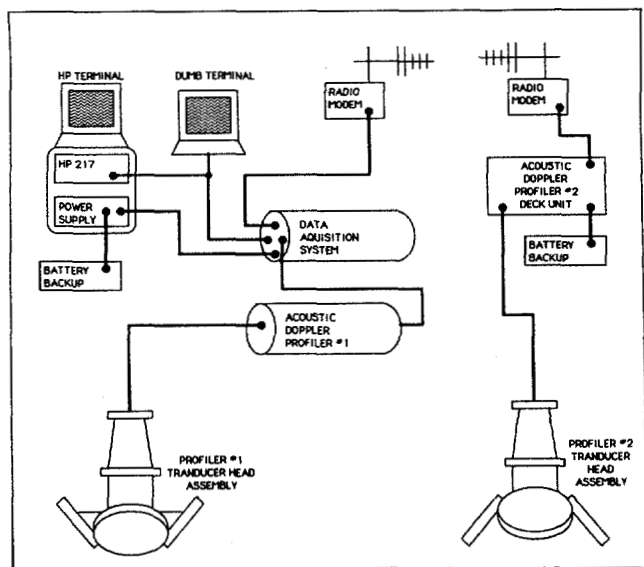 HP TERMINAL
DUMB TERMINAL
RADIO
MODEM
RADIO
MODEM
HP 217
POWER
SUPPLY
BATTERY
BACKUP
DATA
AQUISITION
SYSTEM
ACOUSTIC
DOPPLER
PROFILER #2
DECK UNIT
BATTERY
BACKUP
ACOUSTIC
DOPPLER
PROFILER #1
PROFILER #1
TRANDUCER HEAD
ASSEMBLY
PROFILER #2
TRANDUCER
HEAD
ASSEMBLY